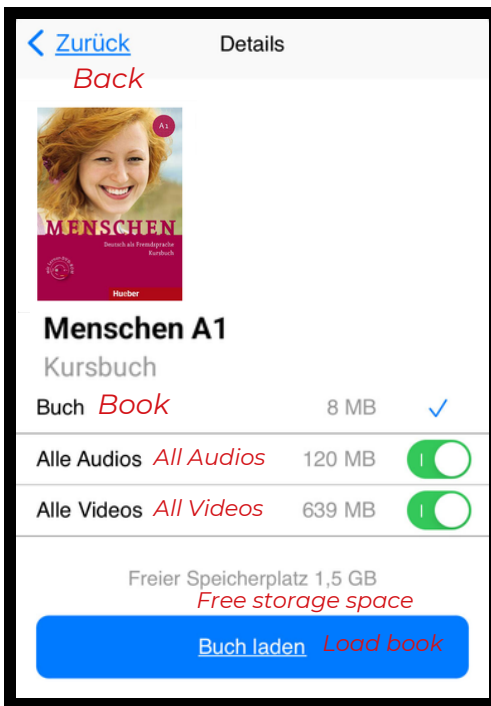 Zurück Details
Back
A1
MENSCHEN
Deutsch als Fremdsprache
Kursbuch
Hueber
Menschen A1
Kursbuch
Buch Book 8 MB
Alle Audios All Audios 120 MB
Alle Videos All Videos 639 MB
Freier Speicherplatz 1,5 GB
Free storage space
Buch laden Load book